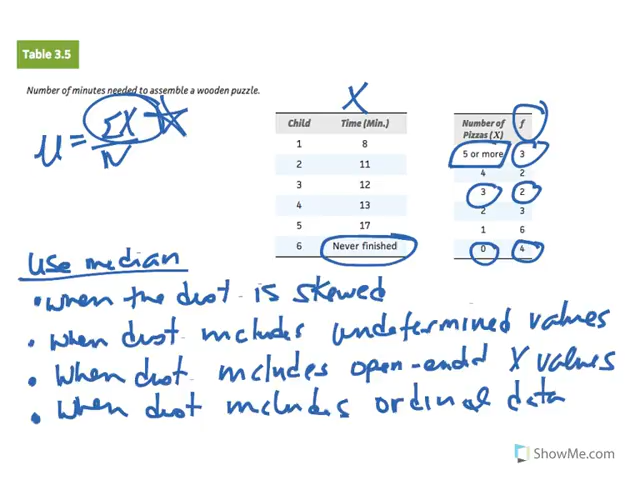 Table 3.5
Number of minutes needed to assemble a wooden puzzle.
X
μ = ΣX
N
Child Time (Min.)
1 8
2 11
3 12
4 13
5 17
6 Never finished
Number of Pizzas (X) f
5 or more 3
4 2
3 2
2 3
1 6
0 4
Use median
• when the dist. is skewed
• when dist includes undetermined values
• When dist. includes open-ended X values
• When dist includes ordinal data
ShowMe.com